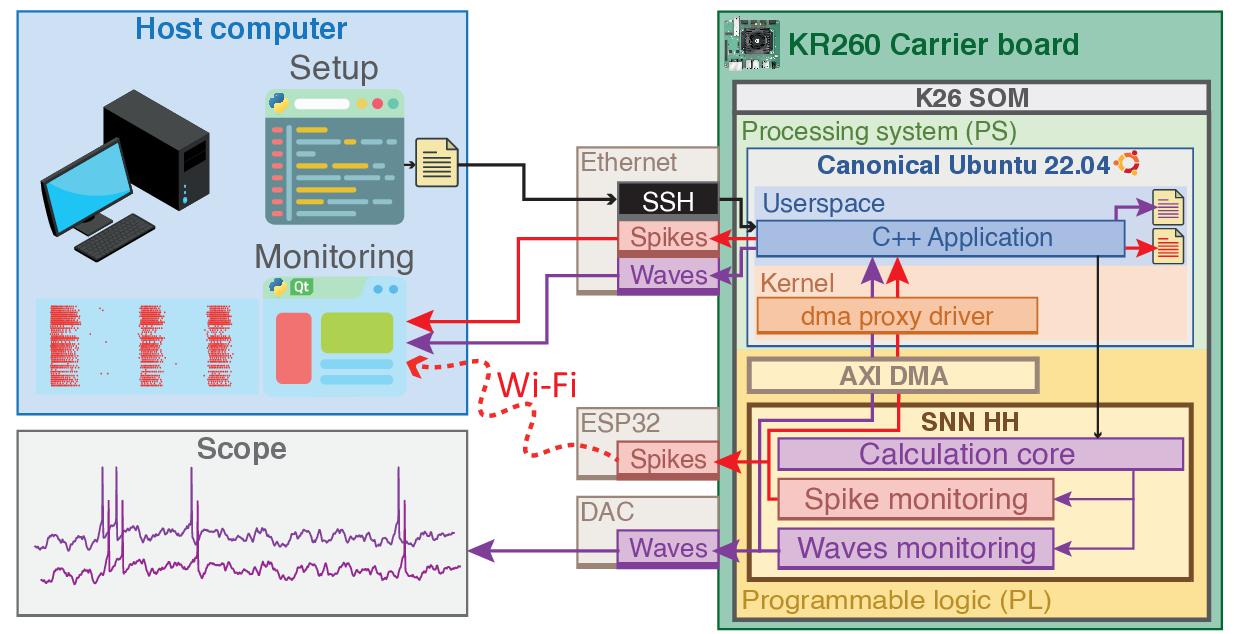 Host computer
Setup
Monitoring
Qt
Scope
Wi-Fi
Ethernet
SSH
Spikes
Waves
ESP32
Spikes
DAC
Waves
KR260 Carrier board
K26 SOM
Processing system (PS)
Canonical Ubuntu 22.04
Userspace
C++ Application
Kernel
dma proxy driver
AXI DMA
SNN HH
Calculation core
Spike monitoring
Waves monitoring
Programmable logic (PL)